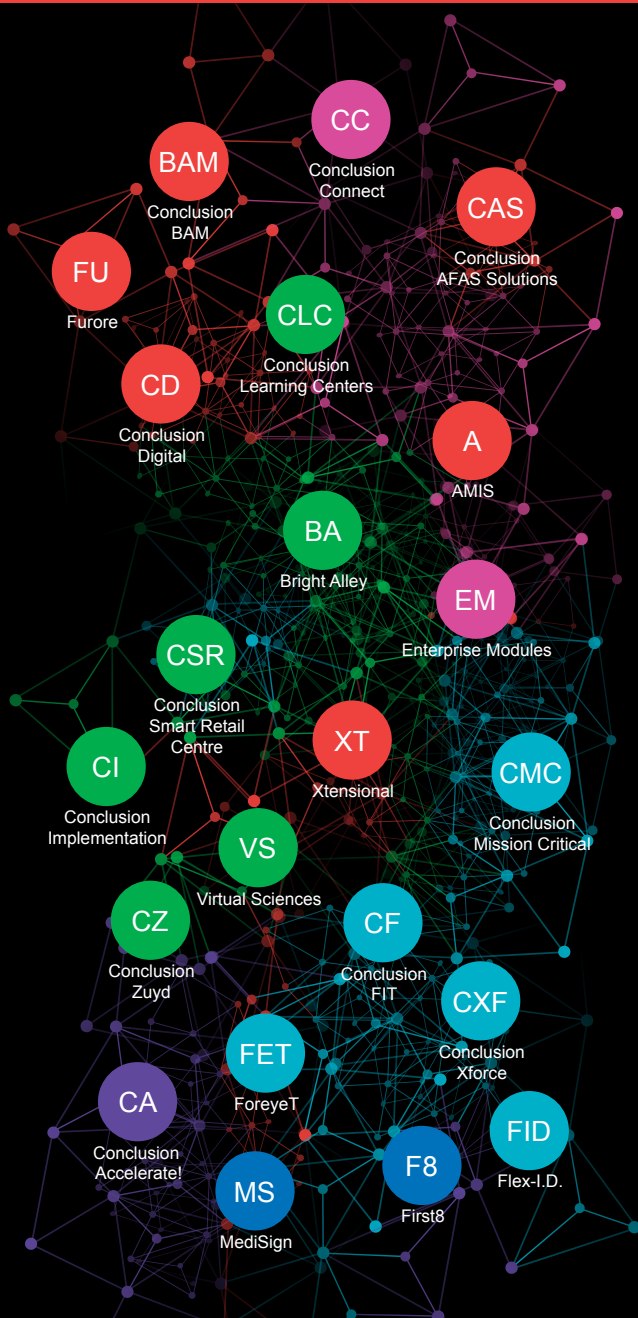 CC
Conclusion
Connect
BAM
Conclusion
BAM
CAS
Conclusion
AFAS Solutions
FU
Furore
CLC
Conclusion
Learning Centers
CD
Conclusion
Digital
A
AMIS
BA
Bright Alley
EM
Enterprise Modules
CSR
Conclusion
Smart Retail
Centre
XT
Xtensional
CI
Conclusion
Implementation
CMC
Conclusion
Mission Critical
VS
Virtual Sciences
CZ
Conclusion
Zuyd
CF
Conclusion
FIT
CXF
Conclusion
Xforce
FET
ForeyeT
CA
Conclusion
Accelerate!
FID
Flex-I.D.
F8
First8
MS
MediSign